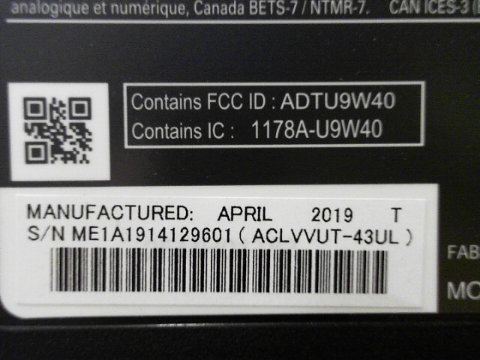 analogique et numérique, Canada BETS-7 / NTMR-7. CAN ICES-3 (
Contains FCC ID : ADTU9W40
Contains IC : 1178A-U9W40
MANUFACTURED: APRIL 2019 T
S/N ME1A1914129601 ( ACLVVUT-43UL )
FAB
MO